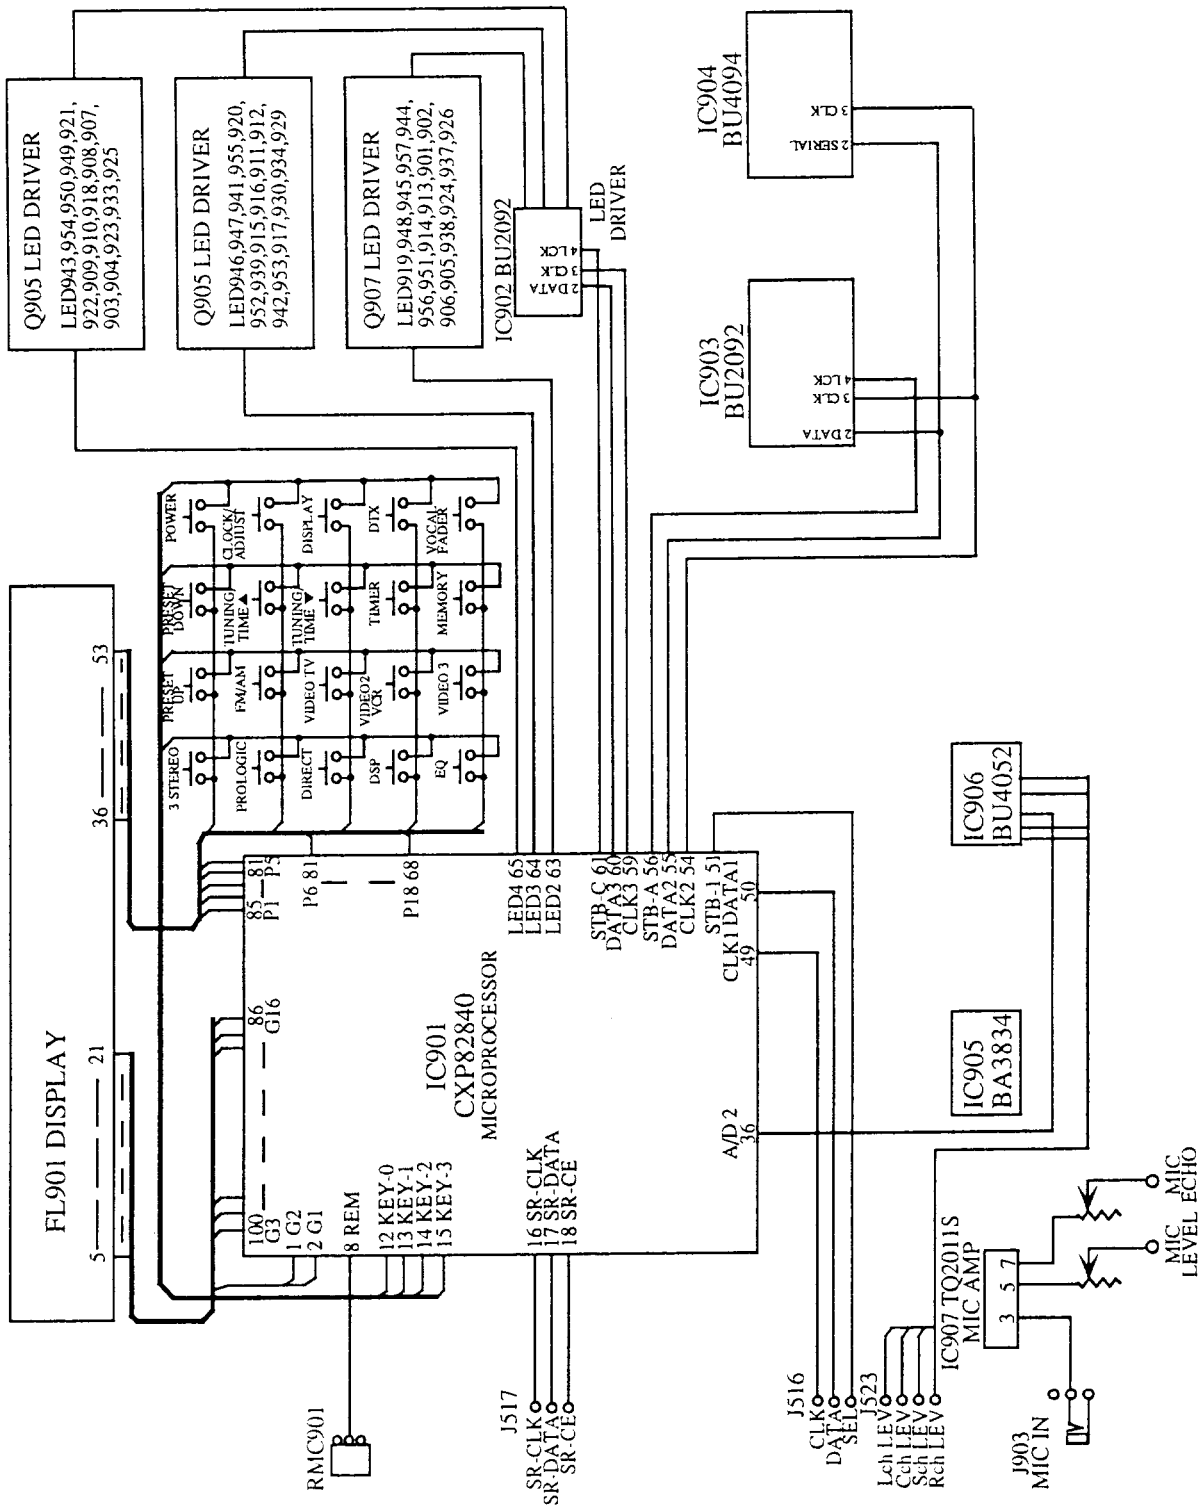 FL901 DISPLAY
5
21
36
53
Q905 LED DRIVER
LED943,954,950,949,921,
922,909,910,918,908,907,
903,904,923,933,925
Q905 LED DRIVER
LED946,947,941,955,920,
952,939,915,916,911,912,
942,953,917,930,934,929
Q907 LED DRIVER
LED919,948,945,957,944,
956,951,914,913,901,902,
906,905,938,924,937,926
IC902 BU2092
2 DATA
3 CLK
4 LCK
LED
DRIVER
3 STEREO
PRESET
UP
PRESET
DOWN
POWER
PROLOGIC
FM/AM
TUNING/
TIME▲
CLOCK/
ADJUST
DIRECT
VIDEO TV
TUNING/
TIME▼
DISPLAY
DSP
VIDEO2
VCR
TIMER
DTX
EQ
VIDEO 3
MEMORY
VOCAL
FADER
100
G3
86
G16
85
P1
81
P5
1 G2
2 G1
8 REM
12 KEY-0
13 KEY-1
14 KEY-2
15 KEY-3
16 SR-CLK
17 SR-DATA
18 SR-CE
IC901
CXP82840
MICROPROCESSOR
P6 81
P18 68
LED4 65
LED3 64
LED2 63
STB-C 61
DATA3 60
CLK3 59
STB-A 56
DATA2 55
CLK2 54
STB-1 51
A/D 2
36
CLK1
49
DATA1
50
RMC901
J517
SR-CLK
SR-DATA
SR-CE
J516
CLK
DATA
SEL
J523
Lch LEV
Cch LEV
Sch LEV
Rch LEV
IC903
BU2092
2 DATA
3 CLK
4 LCK
IC904
BU4094
2 SERIAL
3 CLK
IC905
BA3834
IC906
BU4052
IC907 TQ2011S
MIC AMP
3
5
7
J903
MIC IN
MIC
LEVEL
MIC
ECHO